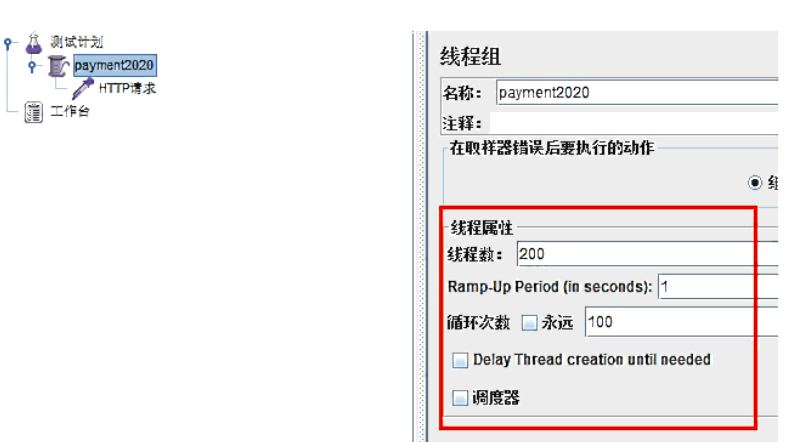 测试计划
payment2020
HTTP请求
工作台
线程组
名称： payment2020
注释：
在取样器错误后要执行的动作
线程属性
线程数： 200
Ramp-Up Period (in seconds): 1
循环次数 永远 100
Delay Thread creation until needed
调度器